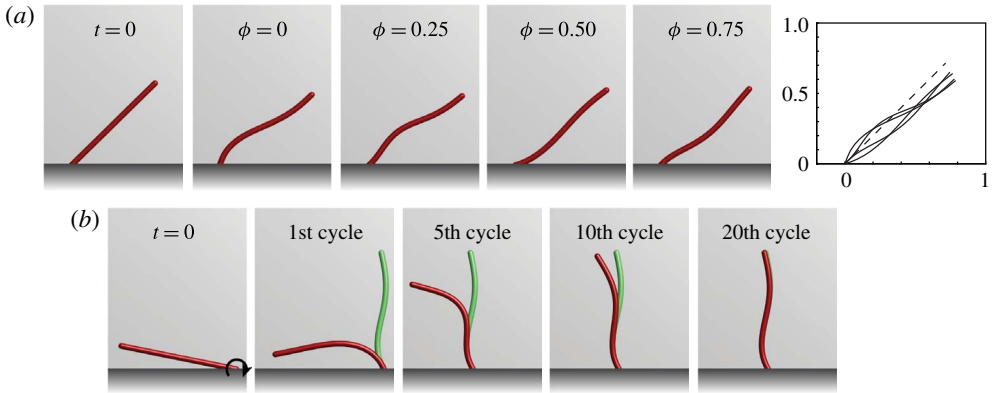 (a)
t = 0
ϕ = 0
ϕ = 0.25
ϕ = 0.50
ϕ = 0.75
1.0
0.5
0
0
1
(b)
t = 0
1st cycle
5th cycle
10th cycle
20th cycle